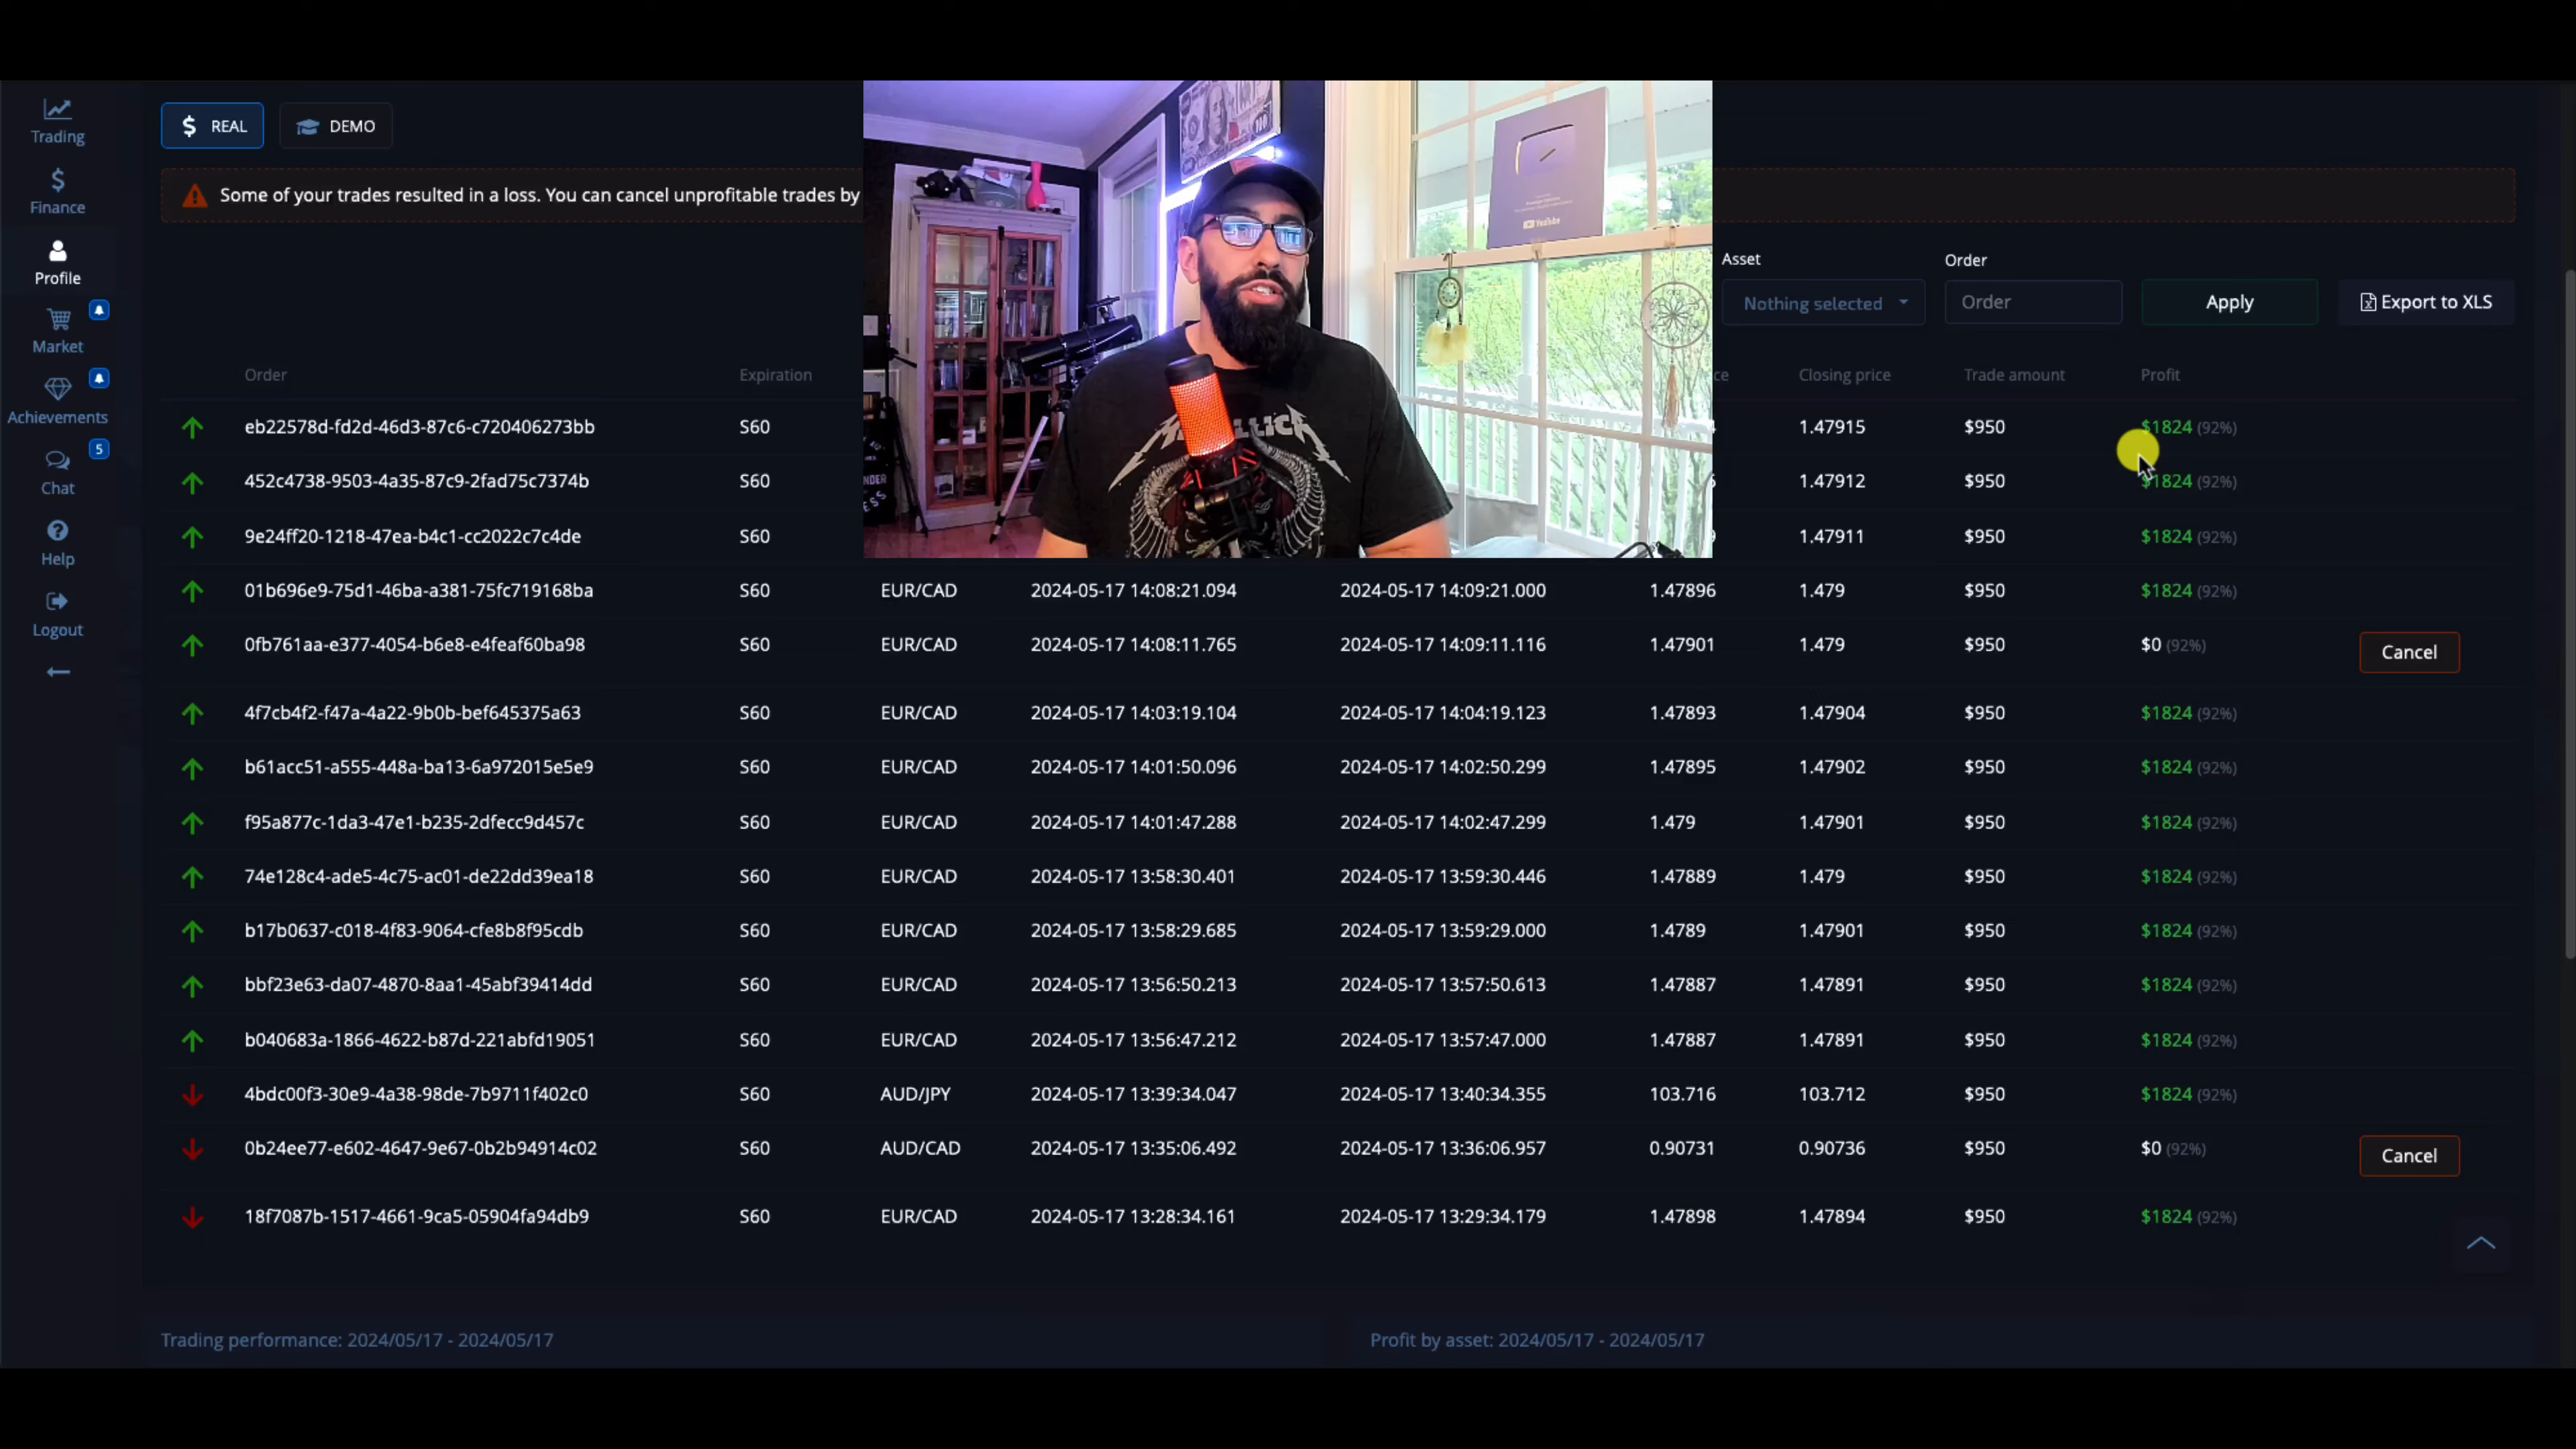 Trading
Finance
Profile
Market
Achievements
5
Chat
Help
Logout
$ REAL
DEMO
Some of your trades resulted in a loss. You can cancel unprofitable trades by
YouTube
METALLICA
Asset
Nothing selected
Order
Order
Apply
Export to XLS
Order Expiration Closing price Trade amount Profit
eb22578d-fd2d-46d3-87c6-c720406273bb S60 1.47915 $950 $1824 (92%)
452c4738-9503-4a35-87c9-2fad75c7374b S60 1.47912 $950 $1824 (92%)
9e24ff20-1218-47ea-b4c1-cc2022c7c4de S60 1.47911 $950 $1824 (92%)
01b696e9-75d1-46ba-a381-75fc719168ba S60 EUR/CAD 2024-05-17 14:08:21.094 2024-05-17 14:09:21.000 1.47896 1.479 $950 $1824 (92%)
0fb761aa-e377-4054-b6e8-e4feaf60ba98 S60 EUR/CAD 2024-05-17 14:08:11.765 2024-05-17 14:09:11.116 1.47901 1.479 $950 $0 (92%) Cancel
4f7cb4f2-f47a-4a22-9b0b-bef645375a63 S60 EUR/CAD 2024-05-17 14:03:19.104 2024-05-17 14:04:19.123 1.47893 1.47904 $950 $1824 (92%)
b61acc51-a555-448a-ba13-6a972015e5e9 S60 EUR/CAD 2024-05-17 14:01:50.096 2024-05-17 14:02:50.299 1.47895 1.47902 $950 $1824 (92%)
f95a877c-1da3-47e1-b235-2dfecc9d457c S60 EUR/CAD 2024-05-17 14:01:47.288 2024-05-17 14:02:47.299 1.479 1.47901 $950 $1824 (92%)
74e128c4-ade5-4c75-ac01-de22dd39ea18 S60 EUR/CAD 2024-05-17 13:58:30.401 2024-05-17 13:59:30.446 1.47889 1.479 $950 $1824 (92%)
b17b0637-c018-4f83-9064-cfe8b8f95cdb S60 EUR/CAD 2024-05-17 13:58:29.685 2024-05-17 13:59:29.000 1.4789 1.47901 $950 $1824 (92%)
bbf23e63-da07-4870-8aa1-45abf39414dd S60 EUR/CAD 2024-05-17 13:56:50.213 2024-05-17 13:57:50.613 1.47887 1.47891 $950 $1824 (92%)
b040683a-1866-4622-b87d-221abfd19051 S60 EUR/CAD 2024-05-17 13:56:47.212 2024-05-17 13:57:47.000 1.47887 1.47891 $950 $1824 (92%)
4bdc00f3-30e9-4a38-98de-7b9711f402c0 S60 AUD/JPY 2024-05-17 13:39:34.047 2024-05-17 13:40:34.355 103.716 103.712 $950 $1824 (92%)
0b24ee77-e602-4647-9e67-0b2b94914c02 S60 AUD/CAD 2024-05-17 13:35:06.492 2024-05-17 13:36:06.957 0.90731 0.90736 $950 $0 (92%) Cancel
18f7087b-1517-4661-9ca5-05904fa94db9 S60 EUR/CAD 2024-05-17 13:28:34.161 2024-05-17 13:29:34.179 1.47898 1.47894 $950 $1824 (92%)
Trading performance: 2024/05/17 - 2024/05/17
Profit by asset: 2024/05/17 - 2024/05/17